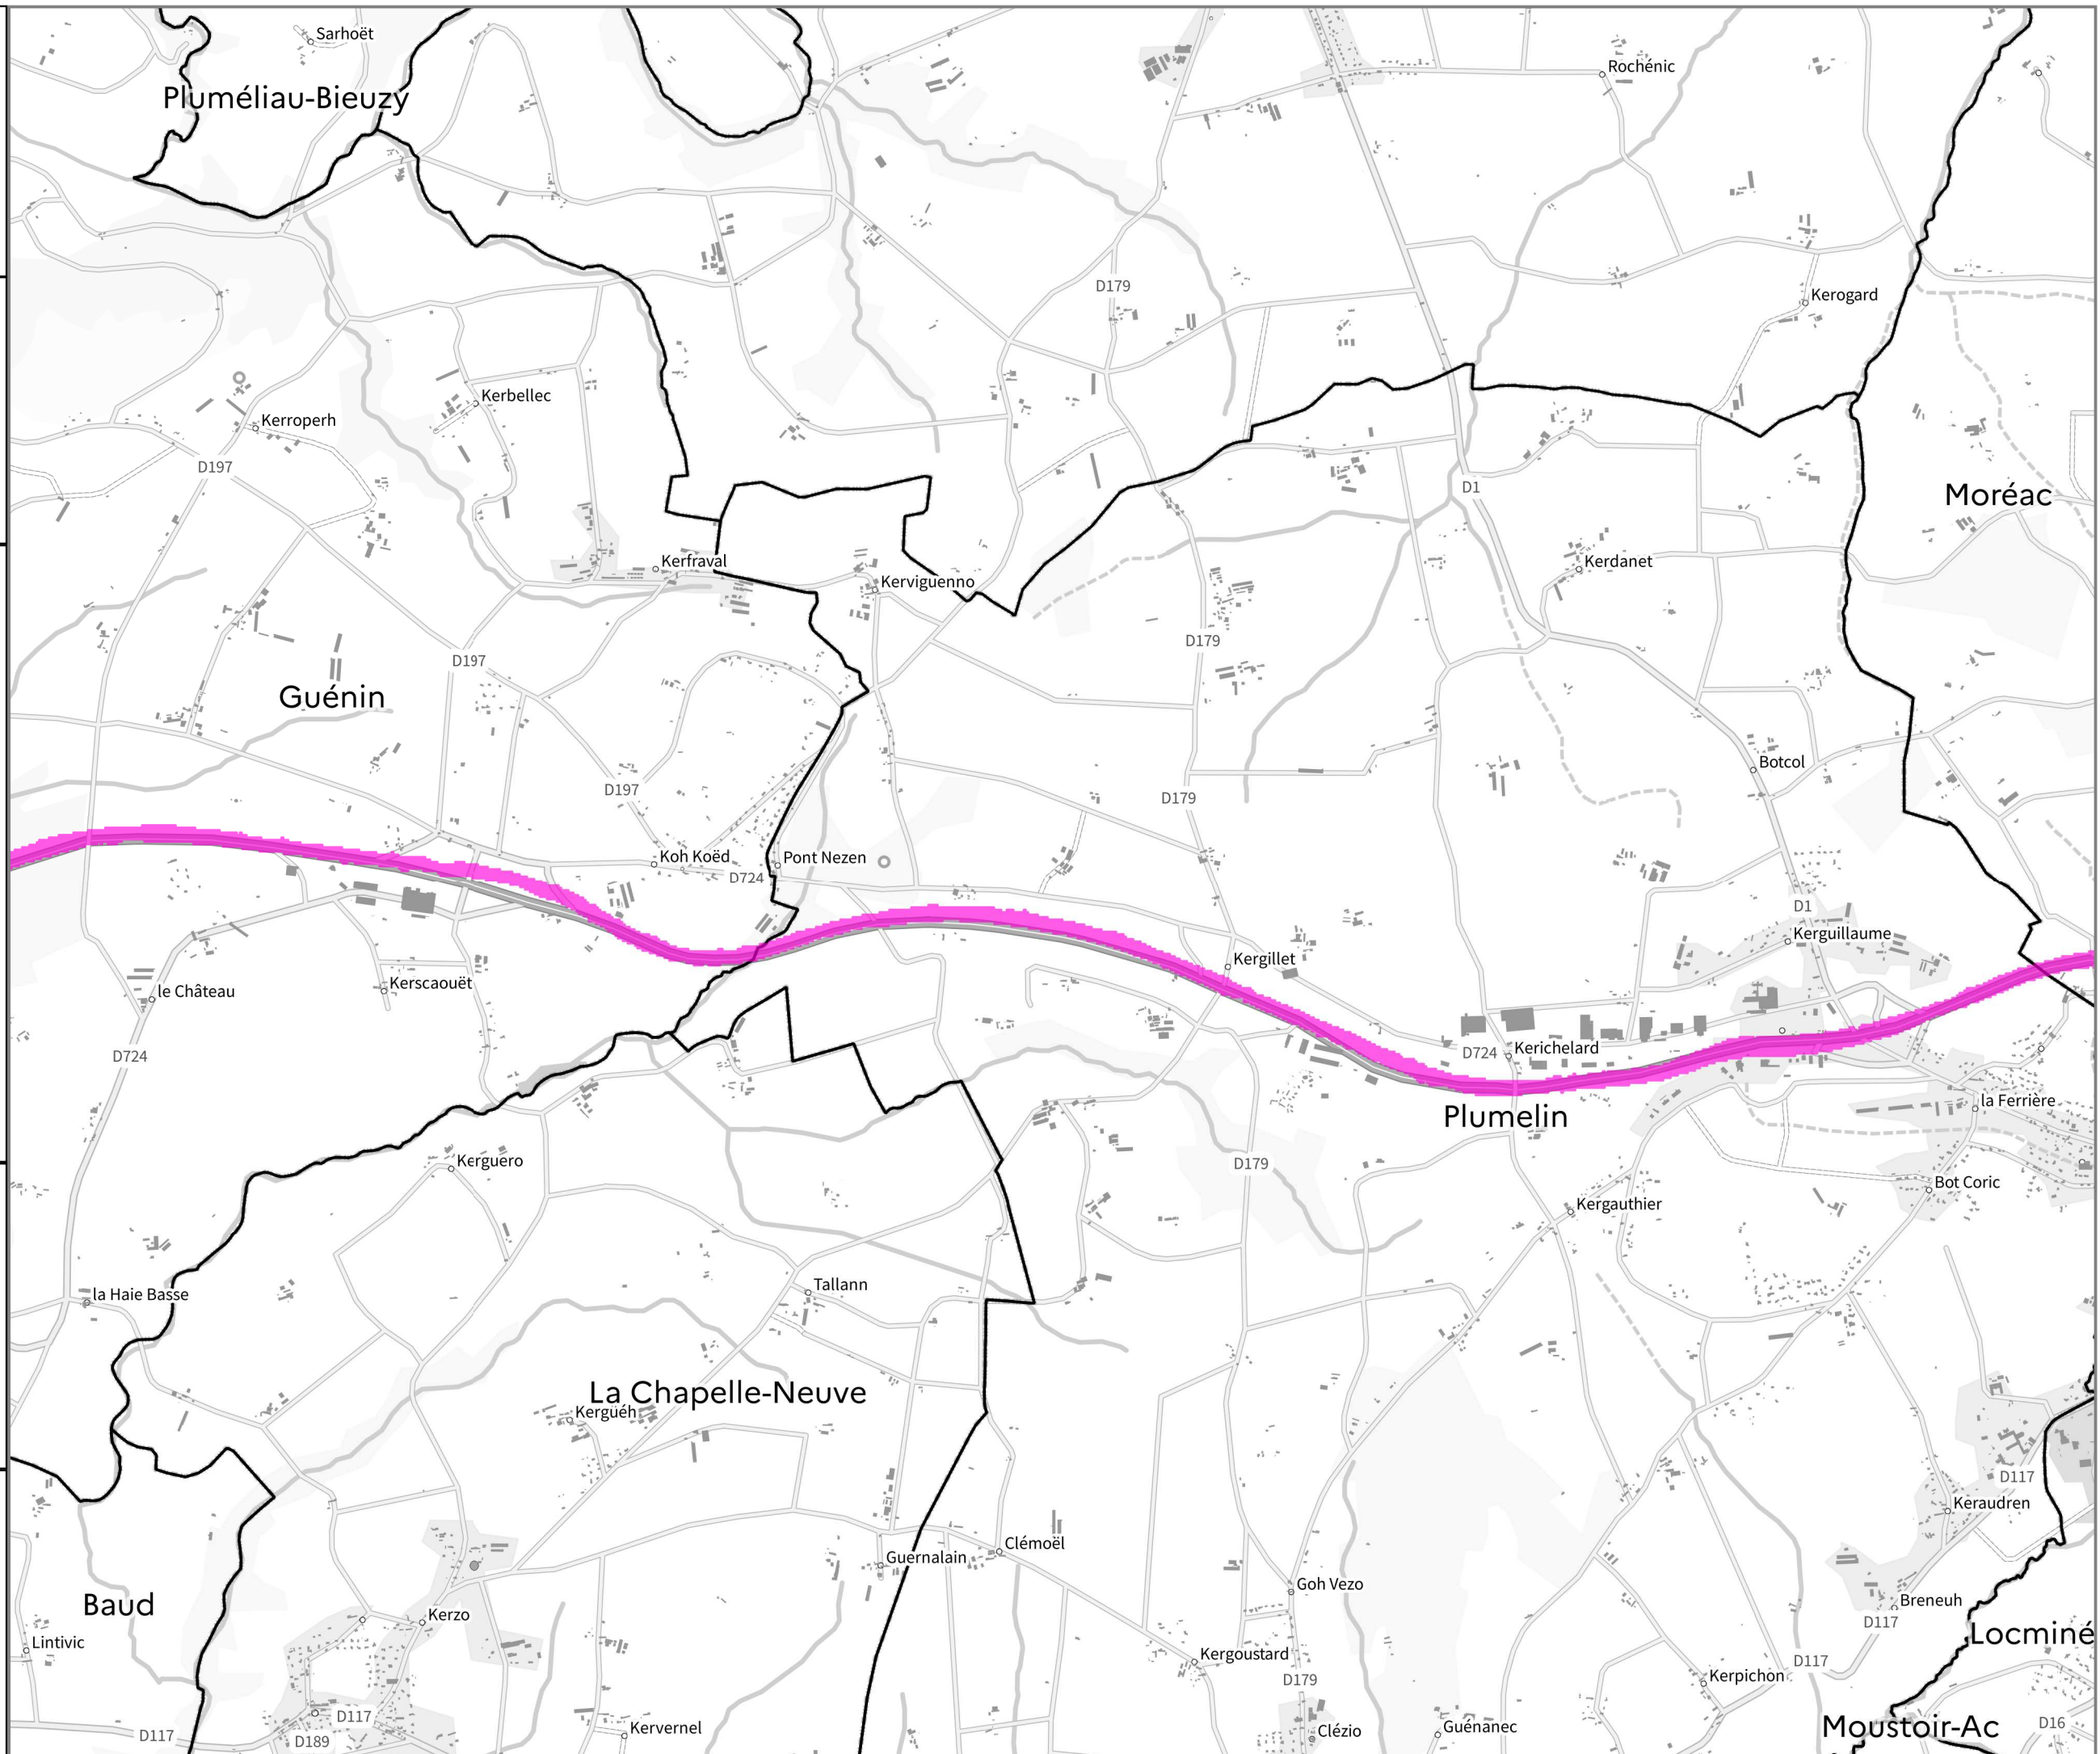 Sarhoët
Rochénic
Pluméliau-Bieuzy
D179
Kerogard
Kerbellec
Kerroperh
D197
D1
Moréac
Kerfraval
Kerdanet
Kerviguenno
D179
D197
Guénin
Botcol
D197
D179
Koh Koëd
Pont Nezen
D724
D1
Kerguillaume
Kergillet
Kerscaouët
le Château
D724
Kerichelard
D724
la Ferrière
Plumelin
Kerguero
D179
Bot Coric
Kergauthier
Tallann
la Haie Basse
La Chapelle-Neuve
Kerguéh
D117
Keraudren
Clémoël
Guernalain
Goh Vezo
Breneuh
Baud
Kerzo
D117
Locminé
Lintivic
Kergoustard
D117
Kerpichon
D179
D117
Moustoir-Ac
D16
Kervernel
Guénanec
Clézio
D117
D189